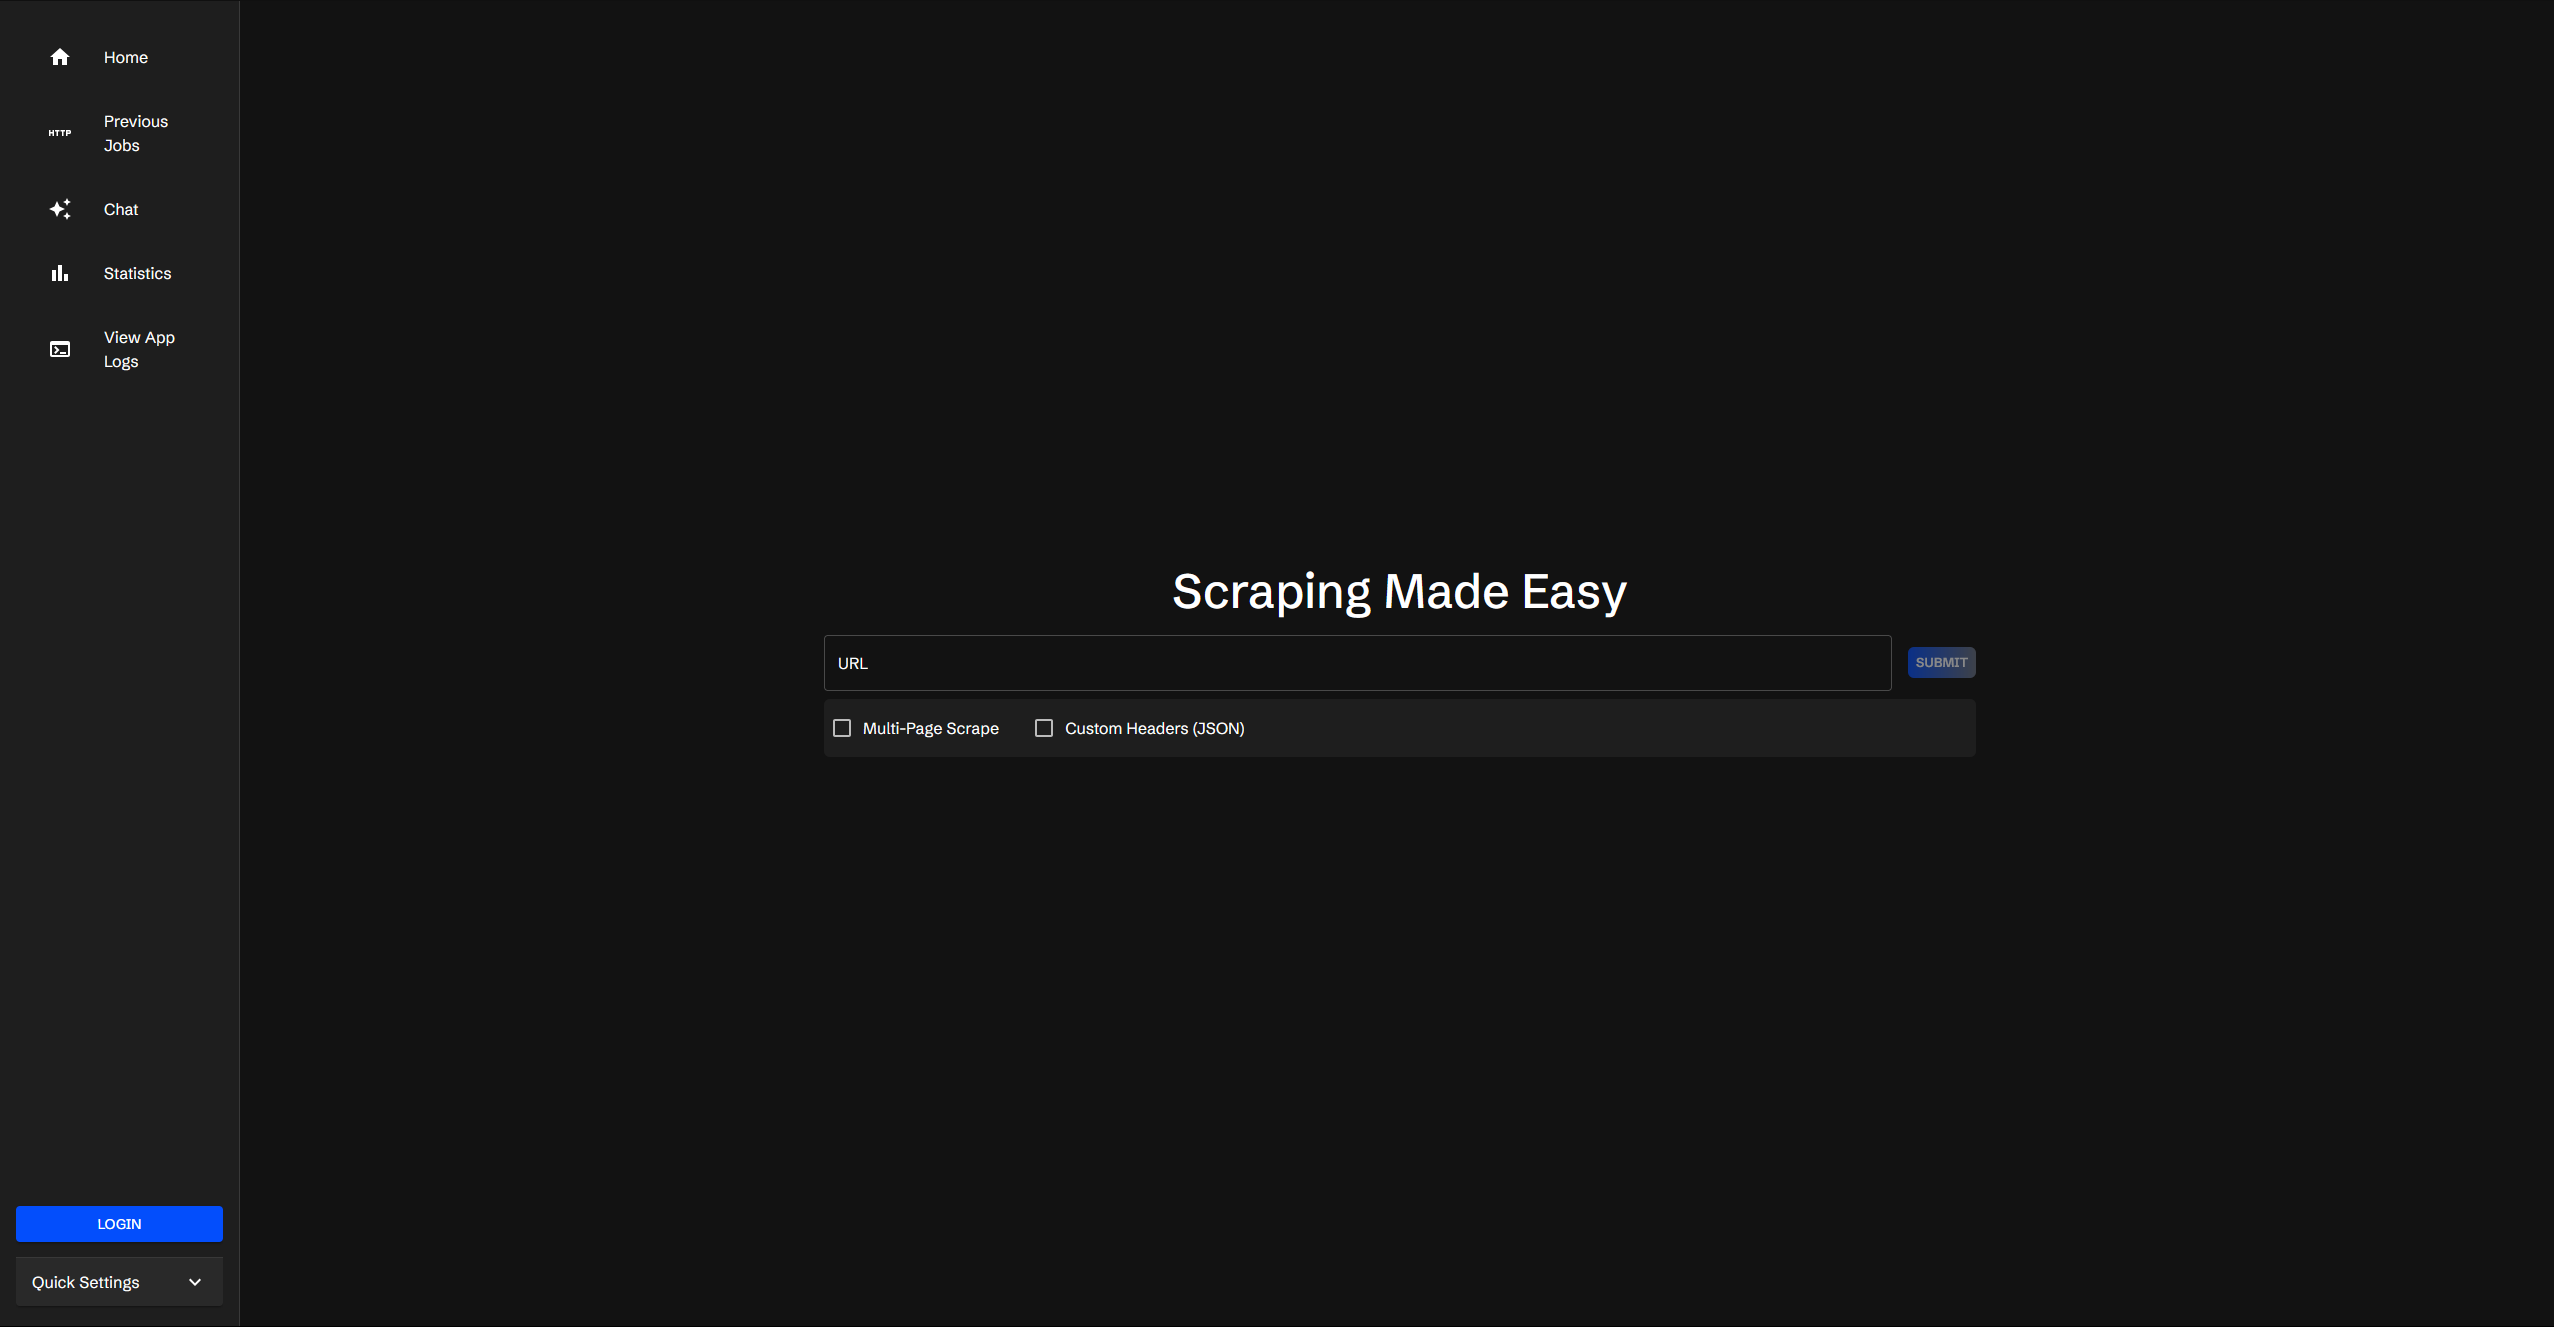 Home
HTTP
Previous
Jobs
Chat
Statistics
View App
Logs
Scraping Made Easy
URL
SUBMIT
Multi-Page Scrape
Custom Headers (JSON)
LOGIN
Quick Settings